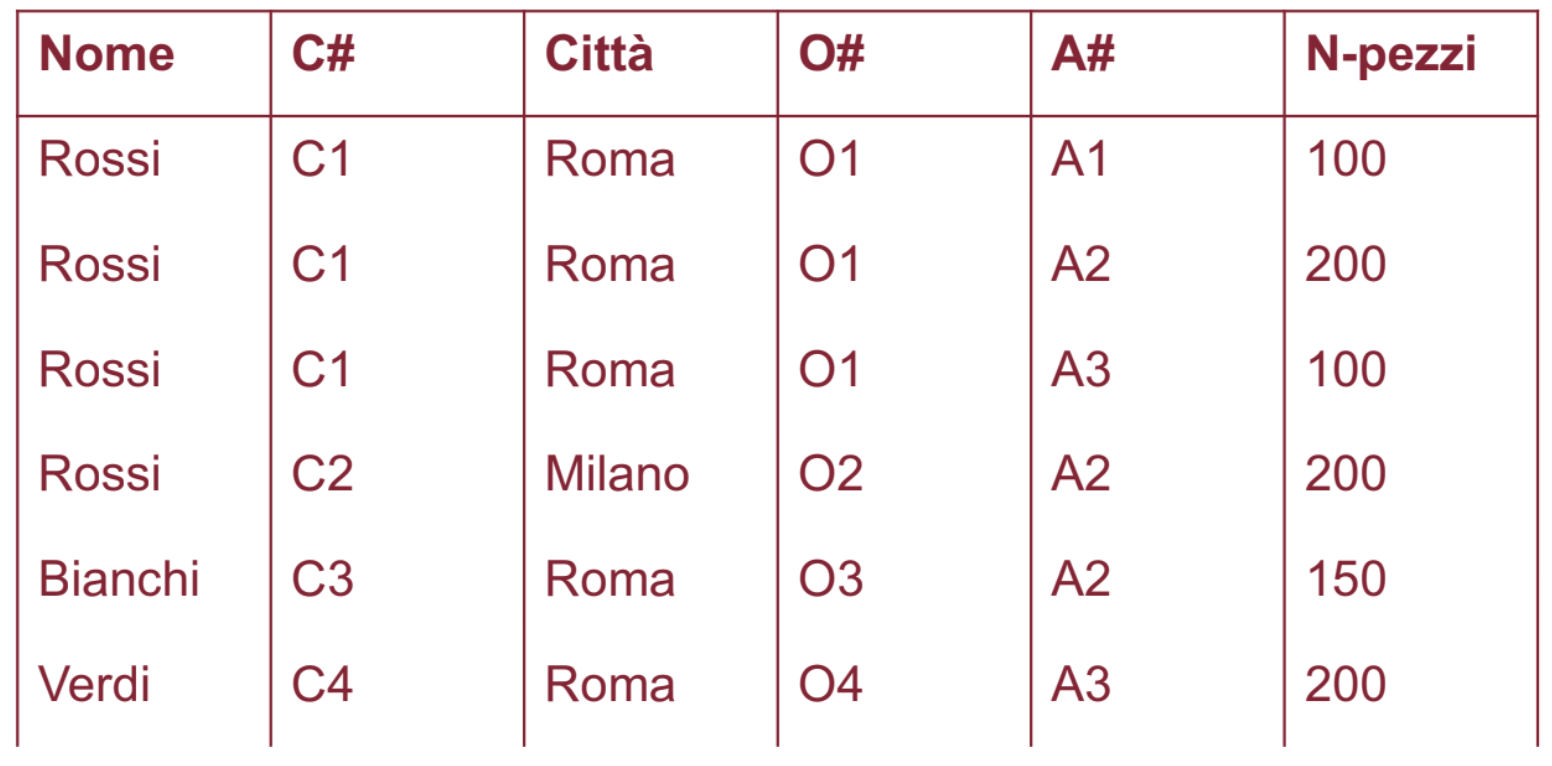 Nome C# Città O# A# N-pezzi
Rossi C1 Roma O1 A1 100
Rossi C1 Roma O1 A2 200
Rossi C1 Roma O1 A3 100
Rossi C2 Milano O2 A2 200
Bianchi C3 Roma O3 A2 150
Verdi C4 Roma O4 A3 200